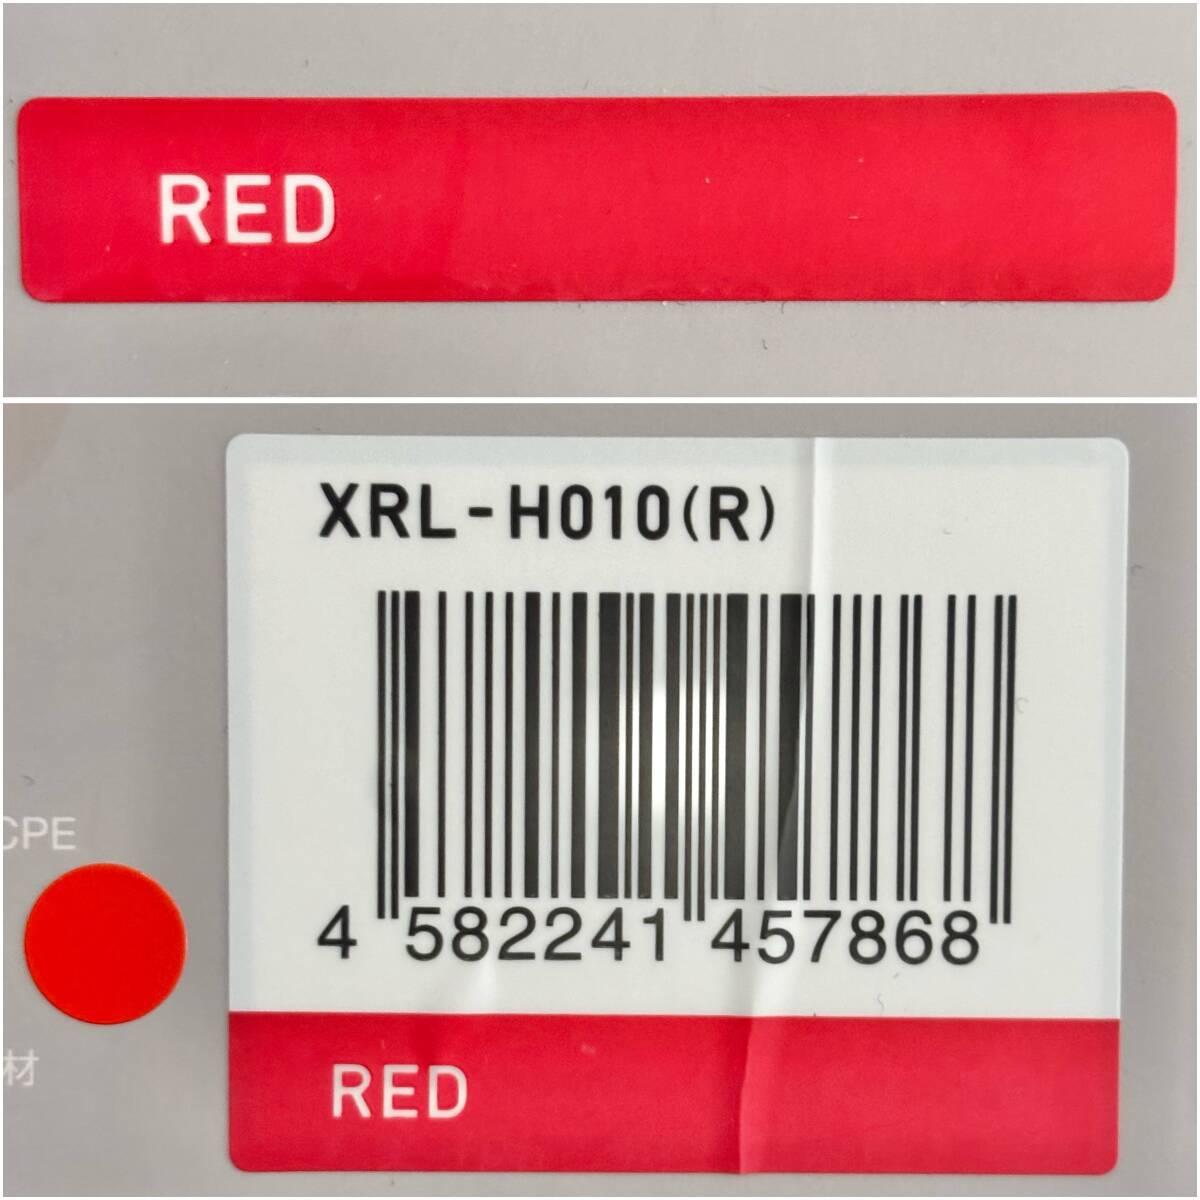 RED
XRL-H010(R)
4 582241 457868
CPE
材
RED